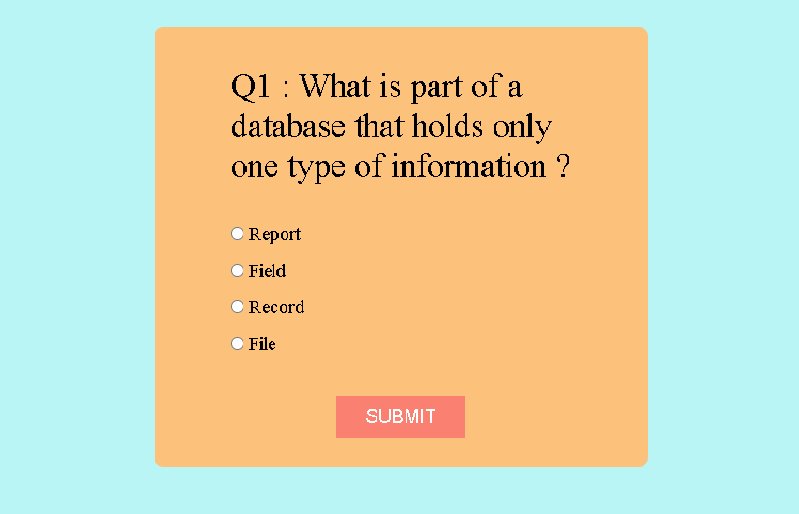 Q1 : What is part of a
database that holds only
one type of information ?
Report
Field
Record
File
SUBMIT